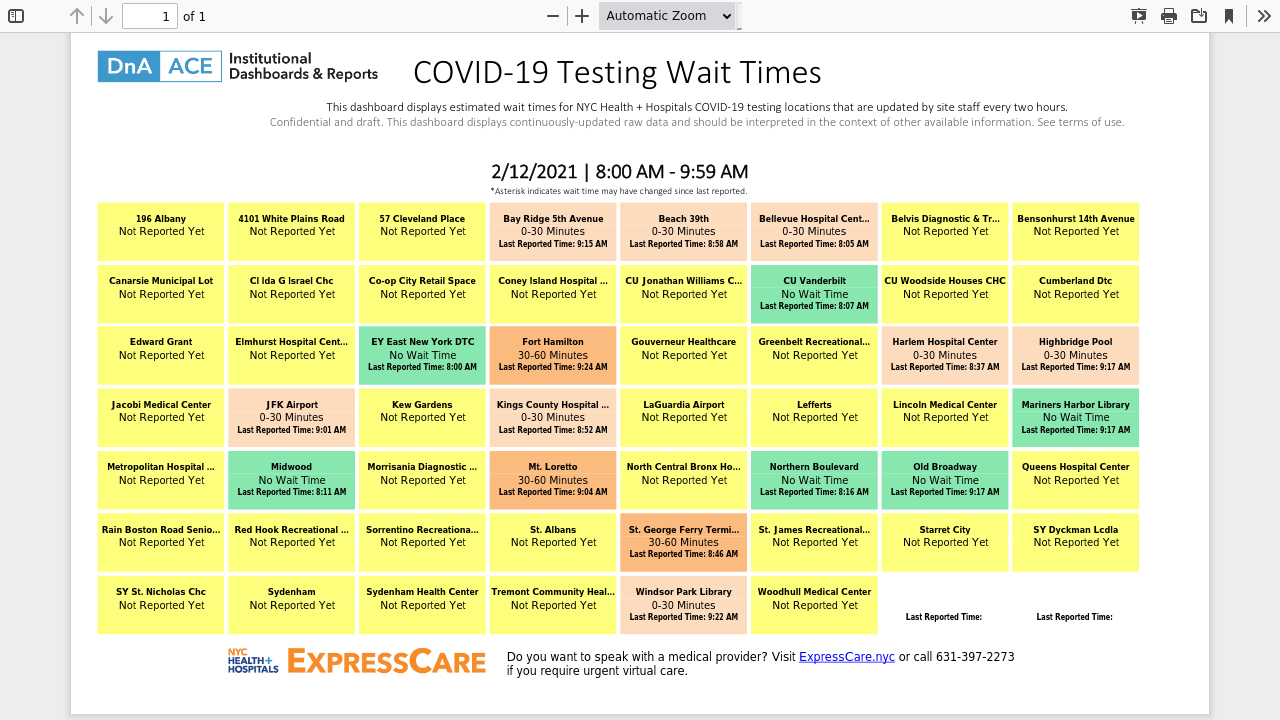 1 of 1
Automatic Zoom
DnA ACE Institutional
Dashboards & Reports
COVID-19 Testing Wait Times
This dashboard displays estimated wait times for NYC Health + Hospitals COVID-19 testing locations that are updated by site staff every two hours.
Confidential and draft. This dashboard displays continuously-updated raw data and should be interpreted in the context of other available information. See terms of use.
2/12/2021 | 8:00 AM - 9:59 AM
*Asterisk indicates wait time may have changed since last reported.
196 Albany
Not Reported Yet
4101 White Plains Road
Not Reported Yet
57 Cleveland Place
Not Reported Yet
Bay Ridge 5th Avenue
0-30 Minutes
Last Reported Time: 9:15 AM
Beach 39th
0-30 Minutes
Last Reported Time: 8:58 AM
Bellevue Hospital Cent...
0-30 Minutes
Last Reported Time: 8:05 AM
Belvis Diagnostic & Tr...
Not Reported Yet
Bensonhurst 14th Avenue
Not Reported Yet
Canarsie Municipal Lot
Not Reported Yet
Cl Ida G Israel Chc
Not Reported Yet
Co-op City Retail Space
Not Reported Yet
Coney Island Hospital ...
Not Reported Yet
CU Jonathan Williams C...
Not Reported Yet
CU Vanderbilt
No Wait Time
Last Reported Time: 8:07 AM
CU Woodside Houses CHC
Not Reported Yet
Cumberland Dtc
Not Reported Yet
Edward Grant
Not Reported Yet
Elmhurst Hospital Cent...
Not Reported Yet
EY East New York DTC
No Wait Time
Last Reported Time: 8:00 AM
Fort Hamilton
30-60 Minutes
Last Reported Time: 9:24 AM
Gouverneur Healthcare
Not Reported Yet
Greenbelt Recreational...
Not Reported Yet
Harlem Hospital Center
0-30 Minutes
Last Reported Time: 8:37 AM
Highbridge Pool
0-30 Minutes
Last Reported Time: 9:17 AM
Jacobi Medical Center
Not Reported Yet
JFK Airport
0-30 Minutes
Last Reported Time: 9:01 AM
Kew Gardens
Not Reported Yet
Kings County Hospital ...
0-30 Minutes
Last Reported Time: 8:52 AM
LaGuardia Airport
Not Reported Yet
Lefferts
Not Reported Yet
Lincoln Medical Center
Not Reported Yet
Mariners Harbor Library
No Wait Time
Last Reported Time: 9:17 AM
Metropolitan Hospital ...
Not Reported Yet
Midwood
No Wait Time
Last Reported Time: 8:11 AM
Morrisania Diagnostic ...
Not Reported Yet
Mt. Loretto
30-60 Minutes
Last Reported Time: 9:04 AM
North Central Bronx Ho...
Not Reported Yet
Northern Boulevard
No Wait Time
Last Reported Time: 8:16 AM
Old Broadway
No Wait Time
Last Reported Time: 9:17 AM
Queens Hospital Center
Not Reported Yet
Rain Boston Road Senio...
Not Reported Yet
Red Hook Recreational ...
Not Reported Yet
Sorrentino Recreationa...
Not Reported Yet
St. Albans
Not Reported Yet
St. George Ferry Termi...
30-60 Minutes
Last Reported Time: 8:46 AM
St. James Recreational...
Not Reported Yet
Starret City
Not Reported Yet
SY Dyckman Lcdla
Not Reported Yet
SY St. Nicholas Chc
Not Reported Yet
Sydenham
Not Reported Yet
Sydenham Health Center
Not Reported Yet
Tremont Community Heal...
Not Reported Yet
Windsor Park Library
0-30 Minutes
Last Reported Time: 9:22 AM
Woodhull Medical Center
Not Reported Yet
Last Reported Time:
Last Reported Time:
NYC
HEALTH+
HOSPITALS
EXPRESSCARE
Do you want to speak with a medical provider? Visit ExpressCare.nyc or call 631-397-2273
if you require urgent virtual care.